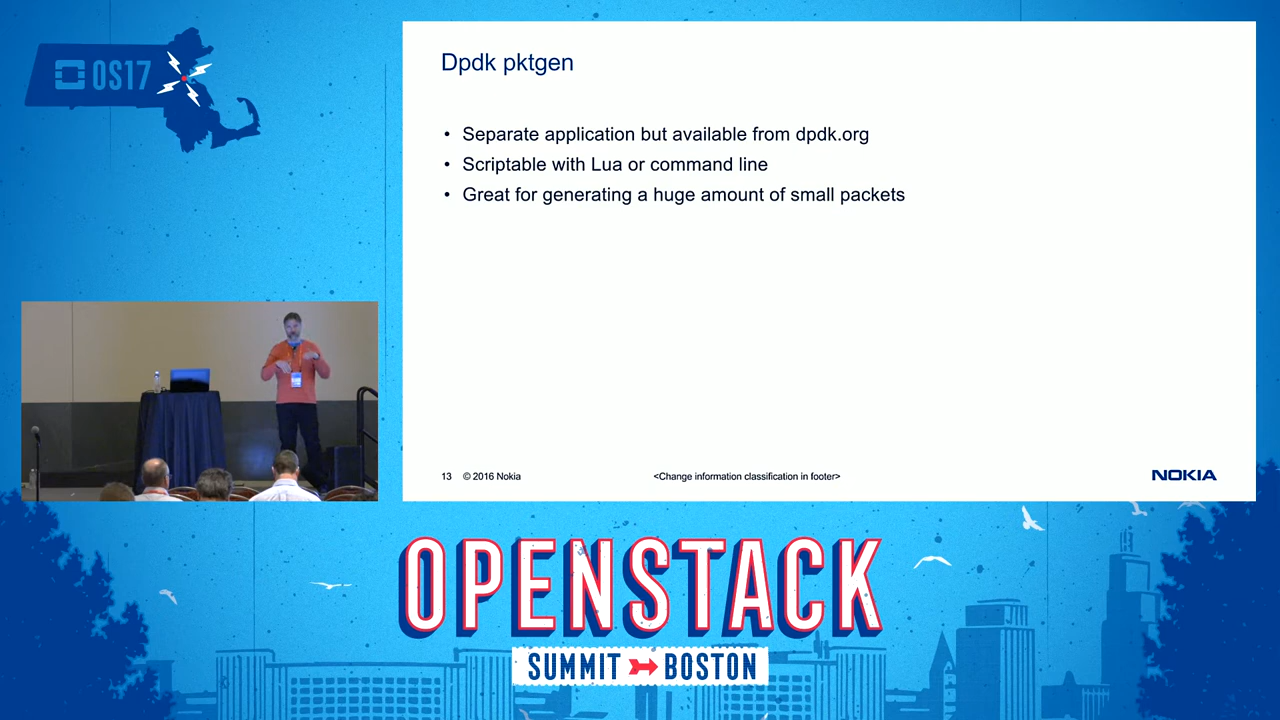 OS17
Dpdk pktgen
• Separate application but available from dpdk.org
• Scriptable with Lua or command line
• Great for generating a huge amount of small packets
13 © 2016 Nokia <Change information classification in footer> NOKIA
OPENSTACK
SUMMIT BOSTON